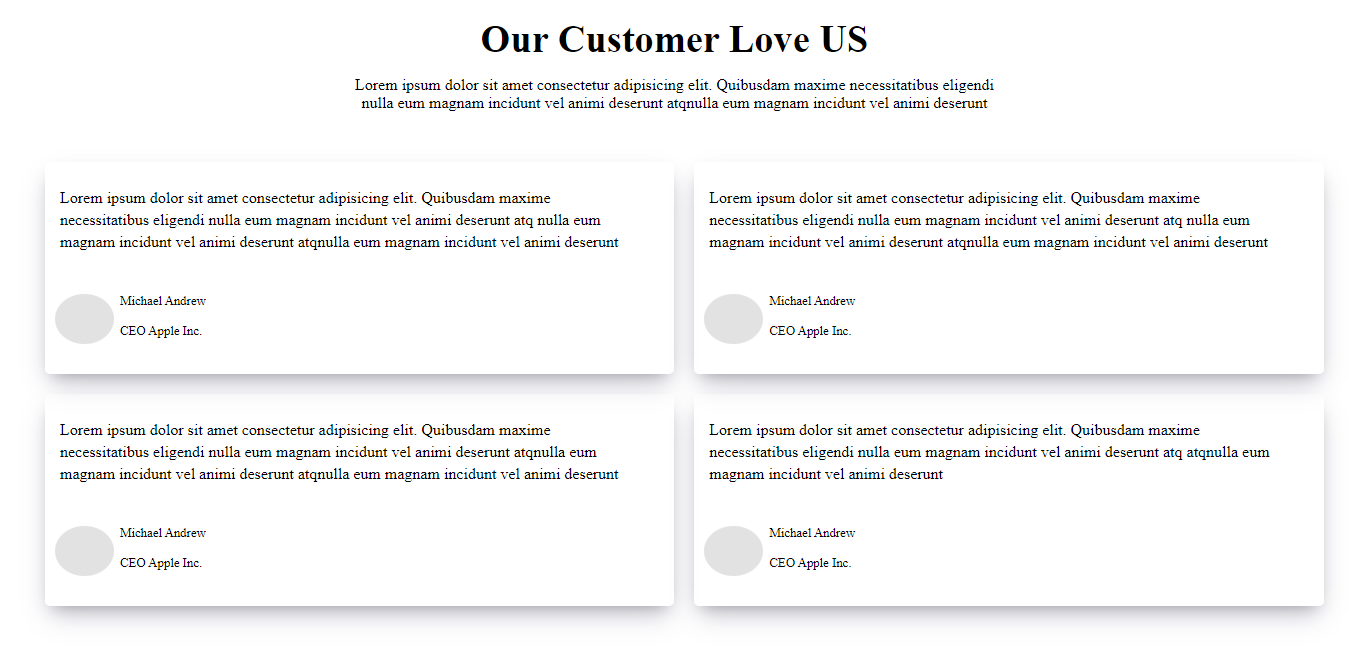 Our Customer Love US
Lorem ipsum dolor sit amet consectetur adipisicing elit. Quibusdam maxime necessitatibus eligendi
nulla eum magnam incidunt vel animi deserunt atqnulla eum magnam incidunt vel animi deserunt
Lorem ipsum dolor sit amet consectetur adipisicing elit. Quibusdam maxime
necessitatibus eligendi nulla eum magnam incidunt vel animi deserunt atq nulla eum
magnam incidunt vel animi deserunt atqnulla eum magnam incidunt vel animi deserunt
Michael Andrew
CEO Apple Inc.
Lorem ipsum dolor sit amet consectetur adipisicing elit. Quibusdam maxime
necessitatibus eligendi nulla eum magnam incidunt vel animi deserunt atq nulla eum
magnam incidunt vel animi deserunt atqnulla eum magnam incidunt vel animi deserunt
Michael Andrew
CEO Apple Inc.
Lorem ipsum dolor sit amet consectetur adipisicing elit. Quibusdam maxime
necessitatibus eligendi nulla eum magnam incidunt vel animi deserunt atqnulla eum
magnam incidunt vel animi deserunt atqnulla eum magnam incidunt vel animi deserunt
Michael Andrew
CEO Apple Inc.
Lorem ipsum dolor sit amet consectetur adipisicing elit. Quibusdam maxime
necessitatibus eligendi nulla eum magnam incidunt vel animi deserunt atq atqnulla eum
magnam incidunt vel animi deserunt
Michael Andrew
CEO Apple Inc.